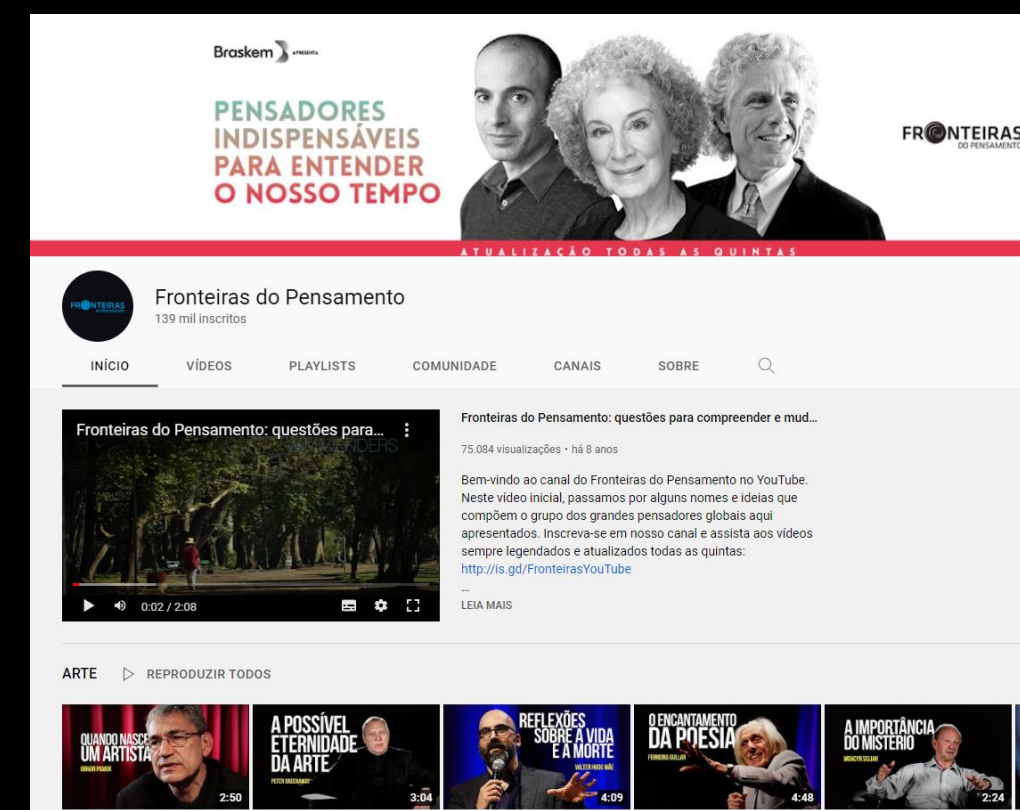 Braskem APRESENTA
PENSADORES
INDISPENSÁVEIS
PARA ENTENDER
O NOSSO TEMPO
FRONTEIRAS
DO PENSAMENTO
ATUALIZAÇÃO TODAS AS QUINTAS
FRONTEIRAS
DO PENSAMENTO
Fronteiras do Pensamento
139 mil inscritos
INÍCIO VÍDEOS PLAYLISTS COMUNIDADE CANAIS SOBRE
Fronteiras do Pensamento: questões para...
WENDERS
0:02 / 2:08
Fronteiras do Pensamento: questões para compreender e mud...
75.084 visualizações • há 8 anos
Bem-vindo ao canal do Fronteiras do Pensamento no YouTube.
Neste vídeo inicial, passamos por alguns nomes e ideias que
compõem o grupo dos grandes pensadores globais aqui
apresentados. Inscreva-se em nosso canal e assista aos vídeos
sempre legendados e atualizados todas as quintas:
http://is.gd/FronteirasYouTube
...
LEIA MAIS
ARTE REPRODUZIR TODOS
QUANDO NASCE
UM ARTISTA
ORHAN PAMUK
2:50
A POSSÍVEL
ETERNIDADE
DA ARTE
PETER GREENAWAY
3:04
REFLEXÕES
SOBRE A VIDA
E A MORTE
VALTER HUGO MÃE
4:09
O ENCANTAMENTO
DA POESIA
FERREIRA GULLAR
4:48
A IMPORTÂNCIA
DO MISTÉRIO
MOACYR SCLIAR
2:24